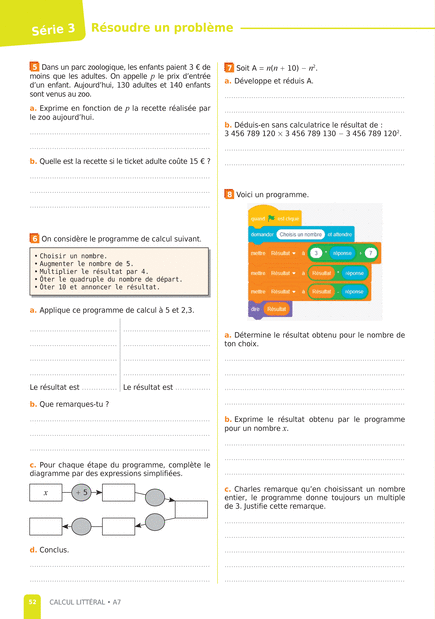 Série 3
Résoudre un problème
5 Dans un parc zoologique, les enfants paient 3 € de
moins que les adultes. On appelle p le prix d'entrée
d'un enfant. Aujourd'hui, 130 adultes et 140 enfants
sont venus au zoo.
a. Exprime en fonction de p la recette réalisée par
le zoo aujourd'hui.
b. Quelle est la recette si le ticket adulte coûte 15 € ?
6 On considère le programme de calcul suivant.
• Choisir un nombre.
• Augmenter le nombre de 5.
• Multiplier le résultat par 4.
• Ôter le quadruple du nombre de départ.
• Ôter 10 et annoncer le résultat.
a. Applique ce programme de calcul à 5 et 2,3.
Le résultat est
Le résultat est
b. Que remarques-tu ?
c. Pour chaque étape du programme, complète le
diagramme par des expressions simplifiées.
x + 5
d. Conclus.
7 Soit A = n(n + 10) − n².
a. Développe et réduis A.
b. Déduis-en sans calculatrice le résultat de :
3 456 789 120 × 3 456 789 130 − 3 456 789 120².
8 Voici un programme.
quand est cliqué
demander Choisis un nombre et attendre
mettre Résultat à 3 * réponse + 7
mettre Résultat à Résultat * réponse
mettre Résultat à Résultat réponse
dire Résultat
a. Détermine le résultat obtenu pour le nombre de
ton choix.
b. Exprime le résultat obtenu par le programme
pour un nombre x.
c. Charles remarque qu'en choisissant un nombre
entier, le programme donne toujours un multiple
de 3. Justifie cette remarque.
52 CALCUL LITTÉRAL • A7